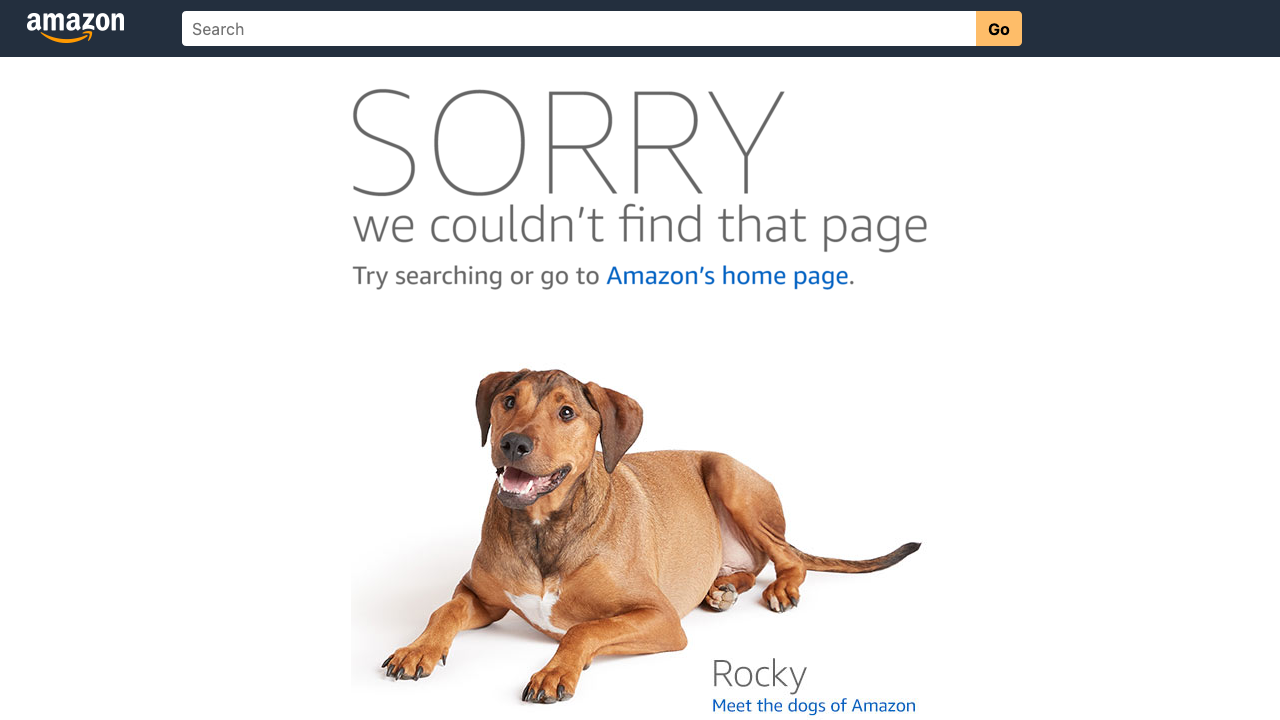 amazon
Search
Go
SORRY
we couldn't find that page
Try searching or go to Amazon's home page.
Rocky
Meet the dogs of Amazon